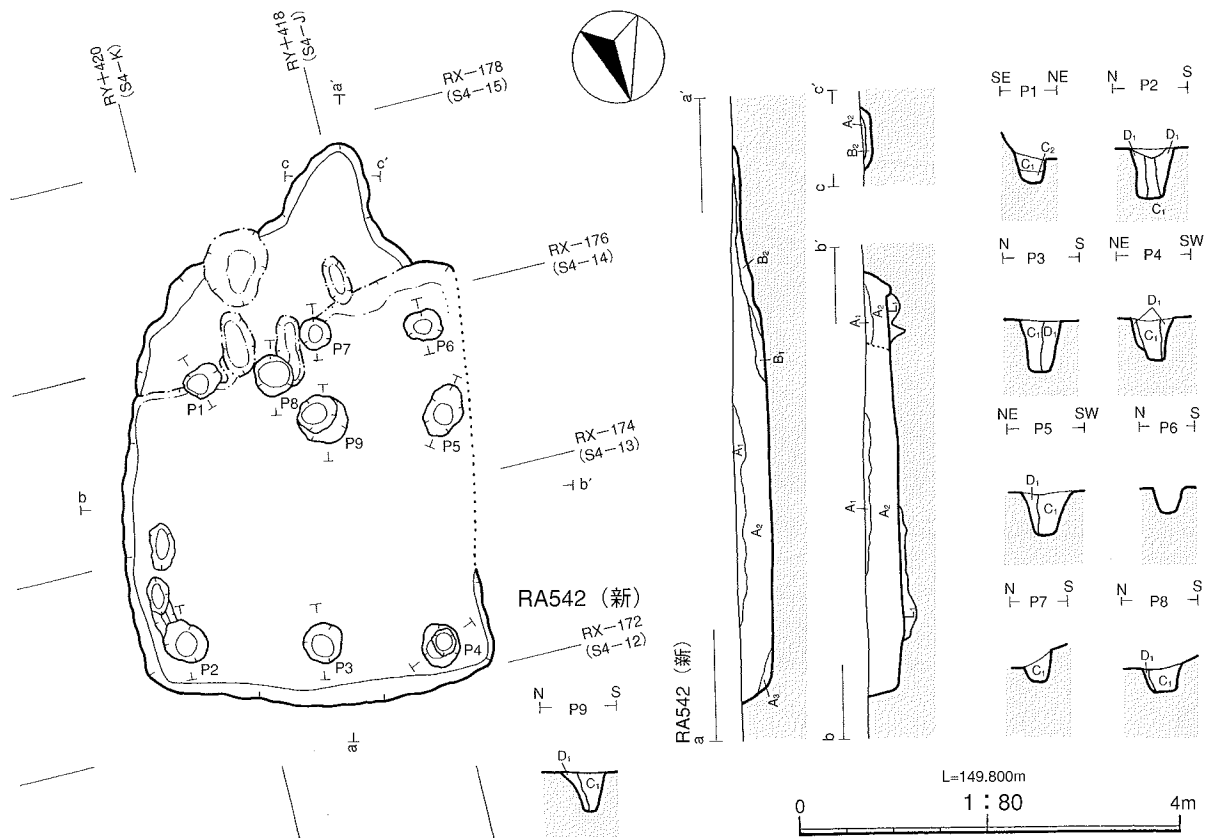 RY+420
(S4-K)
RY+418
(S4-J)
a'
RX-178
(S4-15)
c
c'
RX-176
(S4-14)
P7
P6
P1
P8
P9
P5
RX-174
(S4-13)
b
b'
RA542（新）
RX-172
(S4-12)
P2
P3
P4
a
N
P9
S
D1
C1
a'
B2
B1
A1
A2
A3
a
RA542（新）
c'
A2
B2
c
b'
A1
A2
L1
A1
A2
L1
b
SE
P1
NE
C1
C2
N
P2
S
D1
D1
C1
N
P3
S
C1
D1
NE
P4
SW
D1
C1
NE
P5
SW
D1
C1
N
P6
S
N
P7
S
C1
N
P8
S
D1
C1
L=149.800m
1：80
0
4m